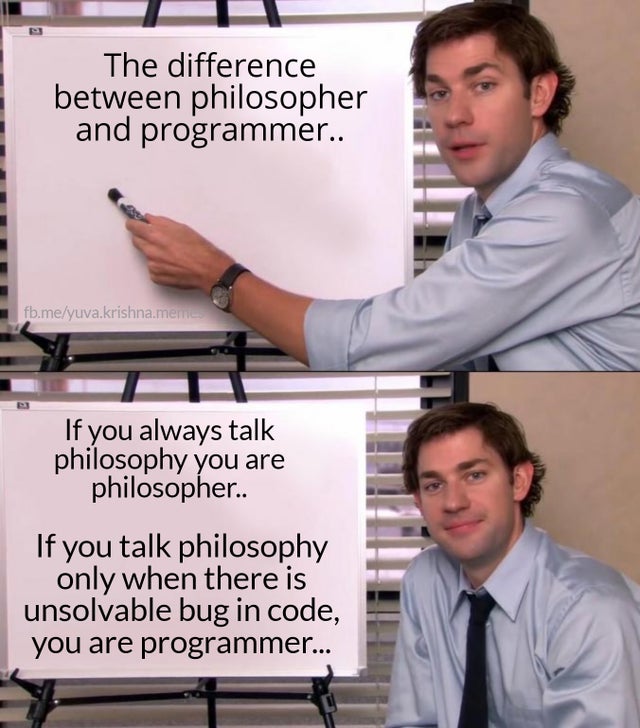 The difference
between philosopher
and programmer..
fb.me/yuva.krishna.memes
If you always talk
philosophy you are
philosopher..
If you talk philosophy
only when there is
unsolvable bug in code,
you are programmer...